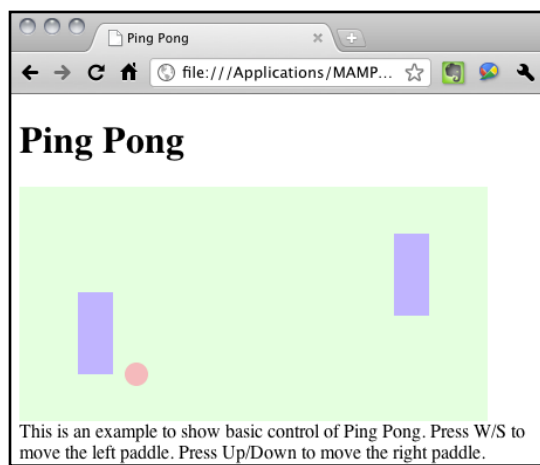 Ping Pong
file:///Applications/MAMP...
Ping Pong
This is an example to show basic control of Ping Pong. Press W/S to
move the left paddle. Press Up/Down to move the right paddle.